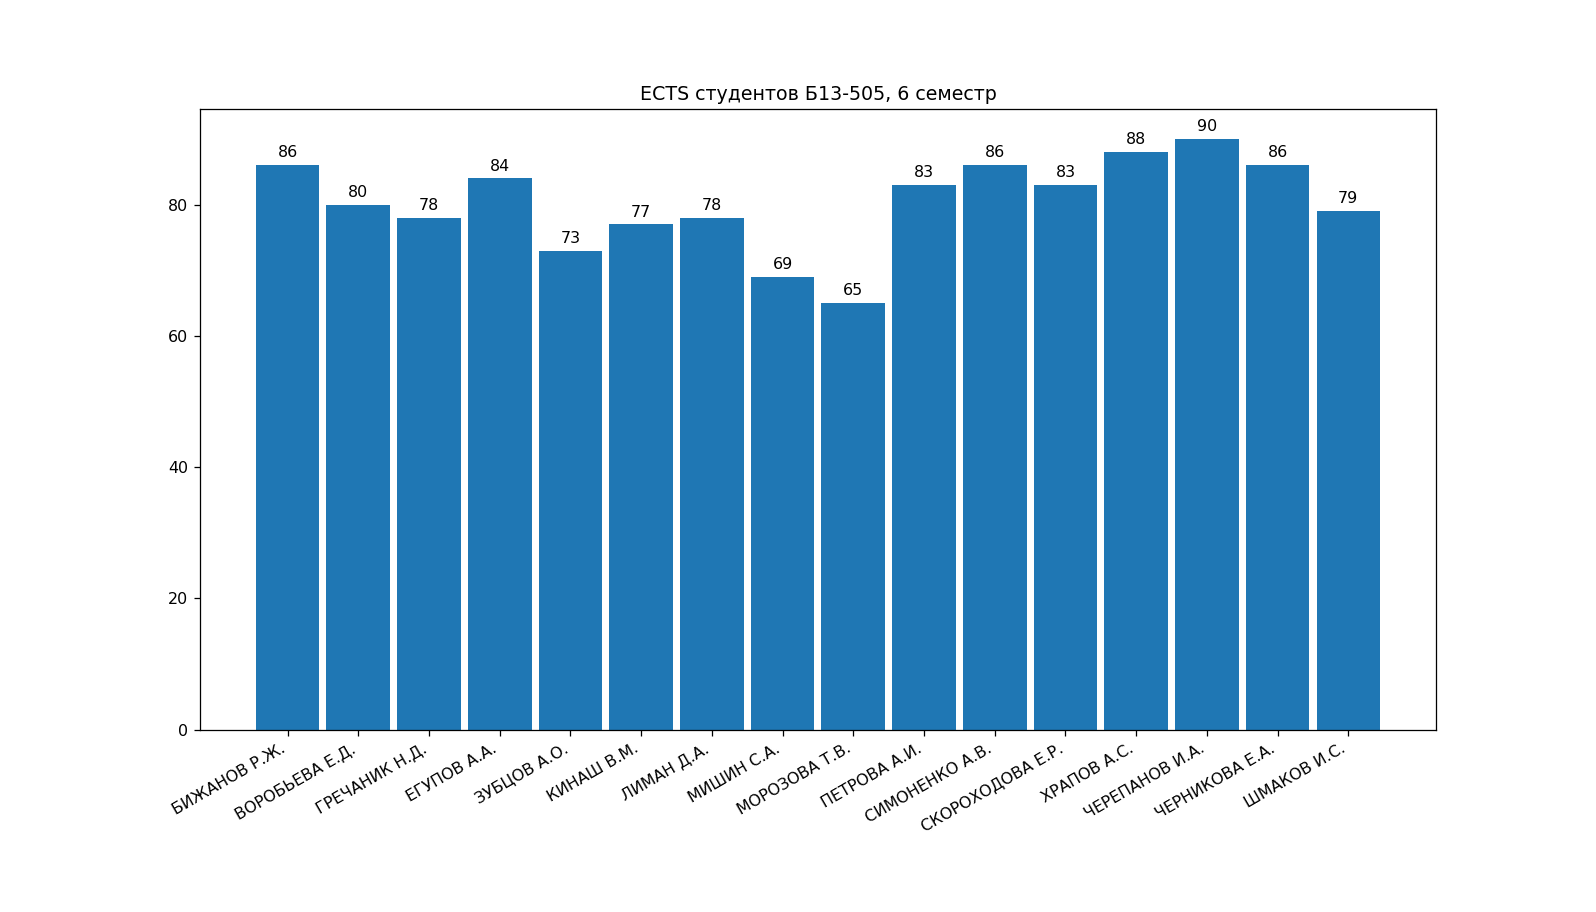 ECTS студентов Б13-505, 6 семестр
86
80
78
84
73
77
78
69
65
83
86
83
88
90
86
79
80
60
40
20
0
БИЖАНОВ Р.Ж.
ВОРОБЬЕВА Е.Д.
ГРЕЧАНИК Н.Д.
ЕГУПОВ А.А.
ЗУБЦОВ А.О.
КИНАШ В.М.
ЛИМАН Д.А.
МИШИН С.А.
МОРОЗОВА Т.В.
ПЕТРОВА А.И.
СИМОНЕНКО А.В.
СКОРОХОДОВА Е.Р.
ХРАПОВ А.С.
ЧЕРЕПАНОВ И.А.
ЧЕРНИКОВА Е.А.
ШМАКОВ И.С.